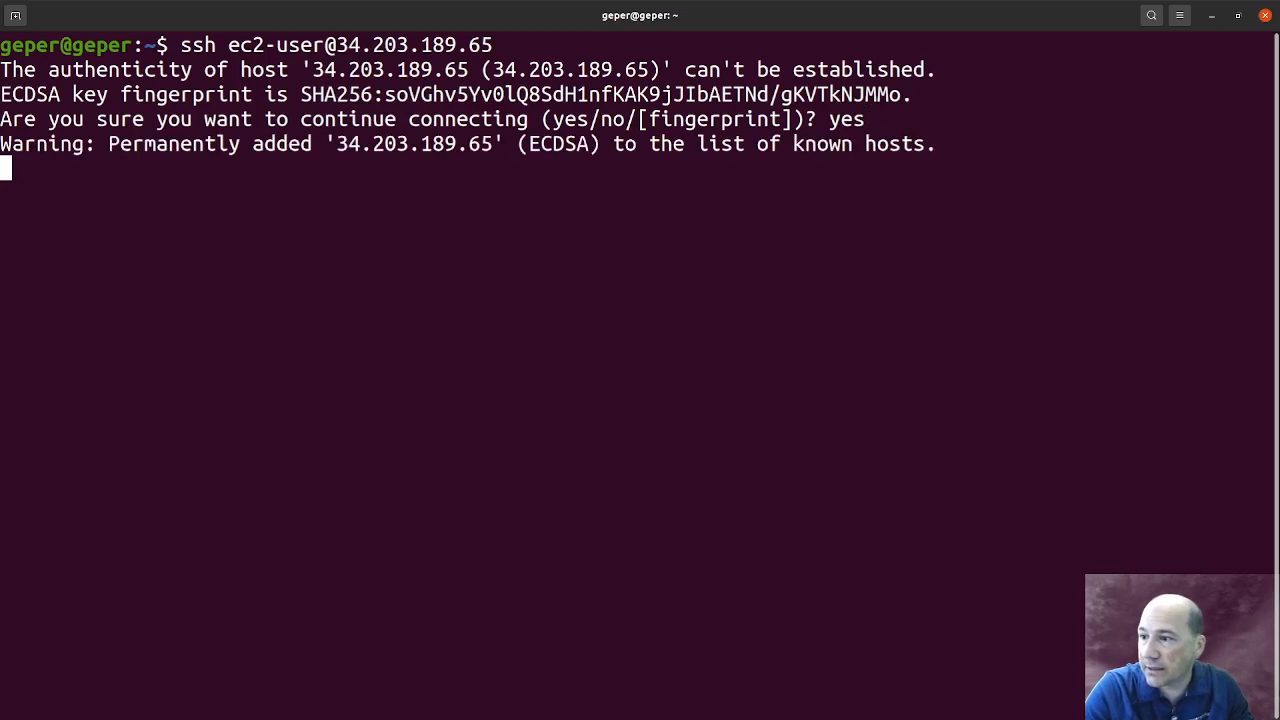 geper@geper: ~
geper@geper:~$ ssh ec2-user@34.203.189.65
The authenticity of host '34.203.189.65 (34.203.189.65)' can't be established.
ECDSA key fingerprint is SHA256:soVGhv5Yv0lQ8SdH1nfKAK9jJIbAETNd/gKVTkNJMMo.
Are you sure you want to continue connecting (yes/no/[fingerprint])? yes
Warning: Permanently added '34.203.189.65' (ECDSA) to the list of known hosts.